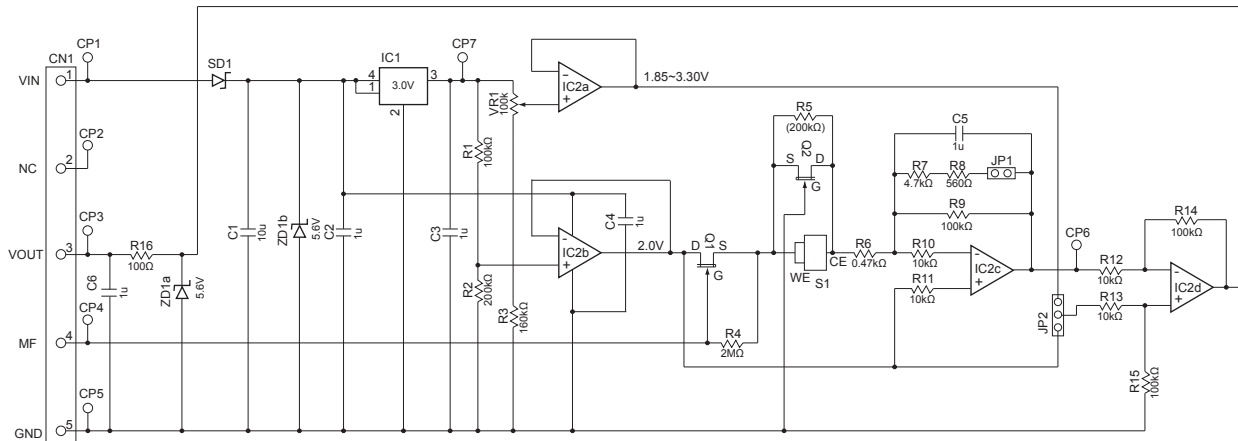 CN1
VIN
1
CP1
NC
2
CP2
VOUT
3
CP3
MF
4
CP4
GND
5
CP5
SD1
C6
1u
R16
100Ω
ZD1a
5.6V
C1
10u
ZD1b
5.6V
C2
1u
IC1
3.0V
4
1
3
2
CP7
C3
1u
R1
100kΩ
R2
200kΩ
VR1
100k
R3
160kΩ
−
+
IC2a
1.85~3.30V
−
+
IC2b
C4
1u
2.0V
D
Q1
S
G
R4
2MΩ
R5
(200kΩ)
Q2
S
D
G
WE
CE
S1
R6
0.47kΩ
C5
1u
R7
4.7kΩ
R8
560Ω
JP1
R9
100kΩ
R10
10kΩ
R11
10kΩ
−
+
IC2c
CP6
JP2
R12
10kΩ
R13
10kΩ
R14
100kΩ
R15
100kΩ
−
+
IC2d